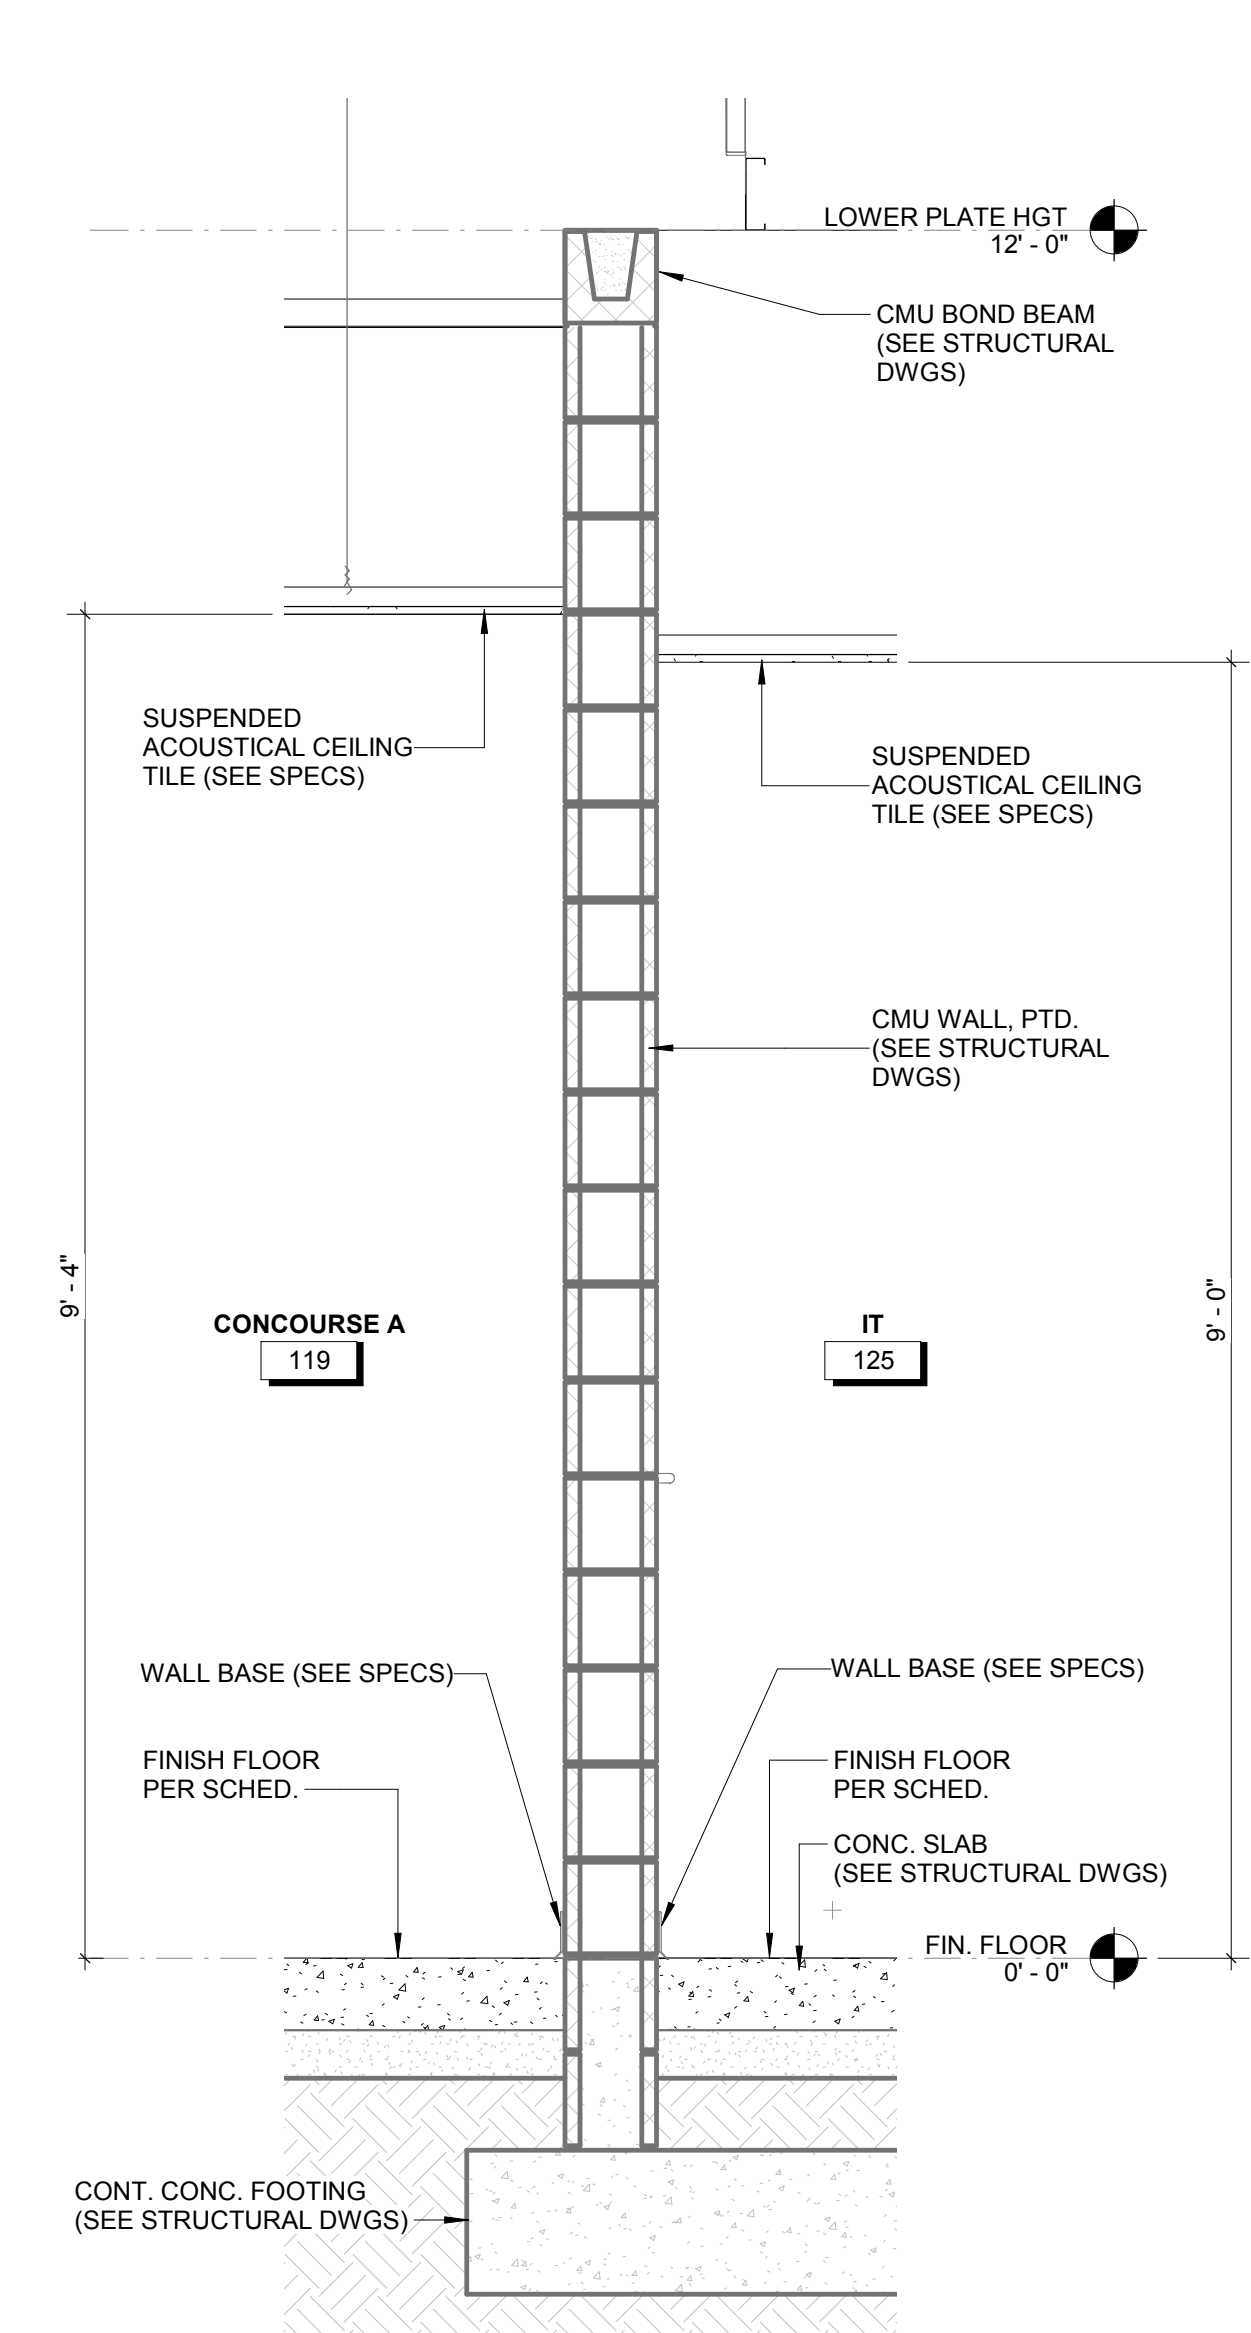 LOWER PLATE HGT
12' - 0"
CMU BOND BEAM
(SEE STRUCTURAL
DWGS)
SUSPENDED
ACOUSTICAL CEILING
TILE (SEE SPECS)
SUSPENDED
ACOUSTICAL CEILING
TILE (SEE SPECS)
CMU WALL, PTD.
(SEE STRUCTURAL
DWGS)
9' - 4"
9' - 0"
CONCOURSE A
119
IT
125
WALL BASE (SEE SPECS)
WALL BASE (SEE SPECS)
FINISH FLOOR
PER SCHED.
FINISH FLOOR
PER SCHED.
CONC. SLAB
(SEE STRUCTURAL DWGS)
FIN. FLOOR
0' - 0"
CONT. CONC. FOOTING
(SEE STRUCTURAL DWGS)